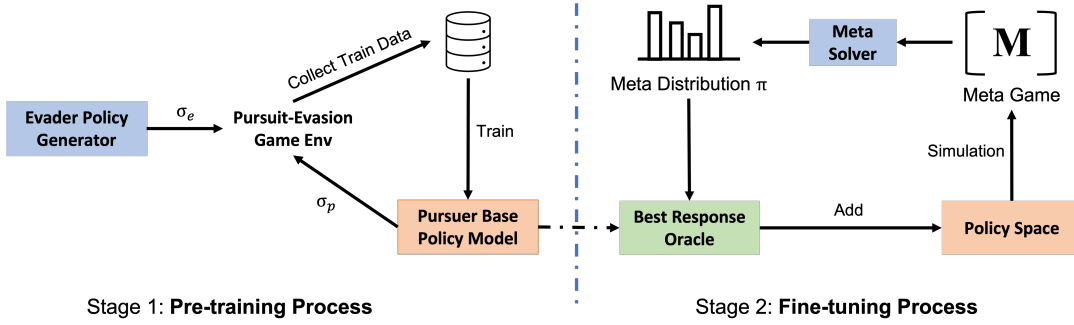 Collect Train Data
Evader Policy
Generator
σe
Pursuit-Evasion
Game Env
Train
σp
Pursuer Base
Policy Model
Stage 1: Pre-training Process
Meta
Solver
M
Meta Distribution π
Meta Game
Simulation
Best Response
Oracle
Add
Policy Space
Stage 2: Fine-tuning Process